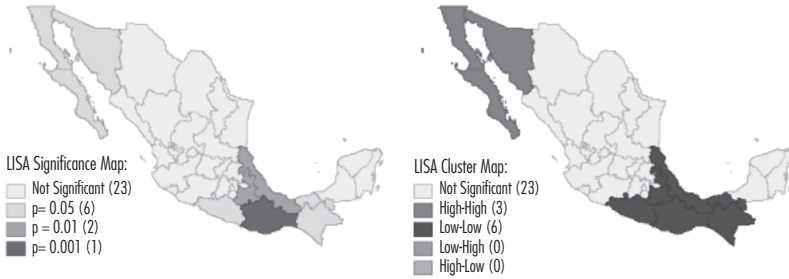 LISA Significance Map:
Not Significant (23)
p= 0.05 (6)
p= 0.01 (2)
p= 0.001 (1)
LISA Cluster Map:
Not Significant (23)
High-High (3)
Low-Low (6)
Low-High (0)
High-Low (0)